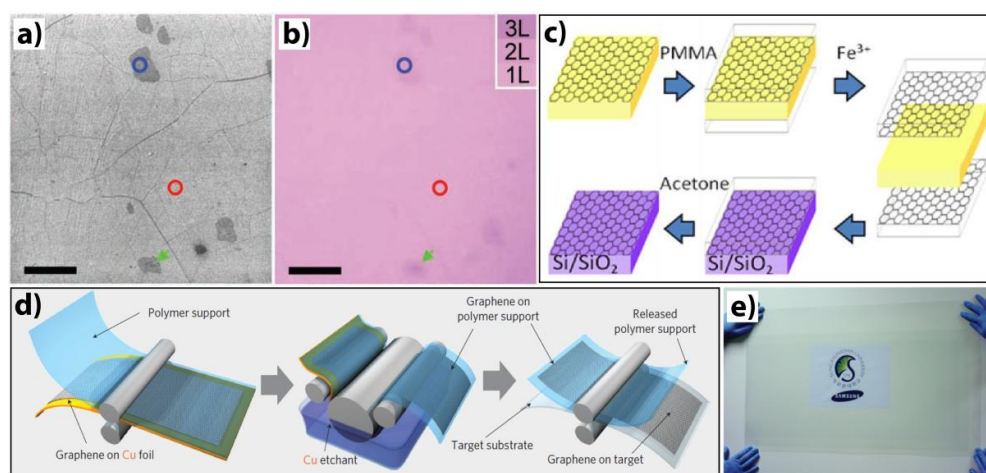 a)
b)
3L
2L
1L
c)
PMMA
Fe³⁺
Acetone
Si/SiO₂
Si/SiO₂
d)
Polymer support
Graphene on Cu foil
Cu etchant
Graphene on
polymer support
Target substrate
Released
polymer support
Graphene on target
e)
SAMSUNG